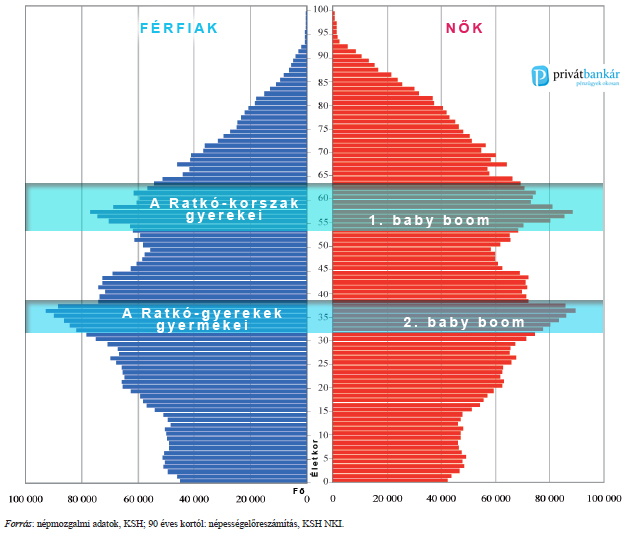 FÉRFIAK
NŐK
privátbankár
pénzügyek okosan
100
90
85
80
75
70
65
60
55
50
45
40
35
30
25
20
15
10
5
0
A Ratkó-korszak
gyerekei
1. baby boom
A Ratkó-gyerekek
gyermekei
2. baby boom
Életkor
Fő
100 000 80 000 60 000 40 000 20 000 0
0 20 000 40 000 60 000 80 000 100 000
Forrás: népmozgalmi adatok, KSH; 90 éves kortól: népességelőreszámítás, KSH NKI.